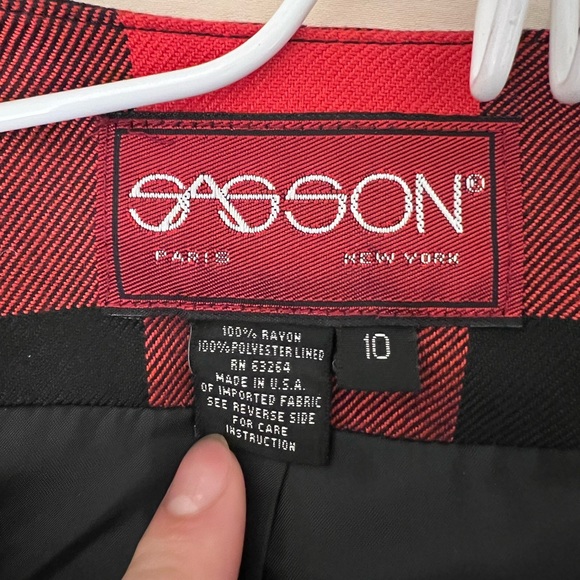 SASSON®
PARIS NEW YORK
100% RAYON
100% POLYESTER LINED
RN 63264
MADE IN U.S.A.
OF IMPORTED FABRIC
SEE REVERSE SIDE
FOR CARE
INSTRUCTION
10